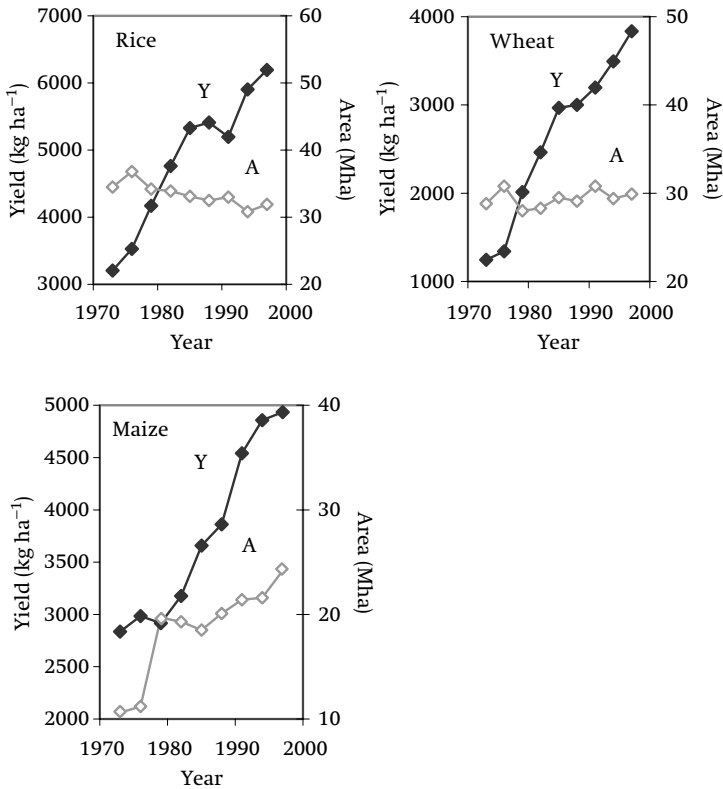 Rice
Y
A
7000
6000
5000
4000
3000
60
50
40
30
20
1970 1980 1990 2000
Year
Yield (kg ha⁻¹)
Area (Mha)
Wheat
Y
A
4000
3000
2000
1000
50
40
30
20
1970 1980 1990 2000
Year
Yield (kg ha⁻¹)
Area (Mha)
Maize
Y
A
5000
4500
4000
3500
3000
2500
2000
40
30
20
10
1970 1980 1990 2000
Year
Yield (kg ha⁻¹)
Area (Mha)